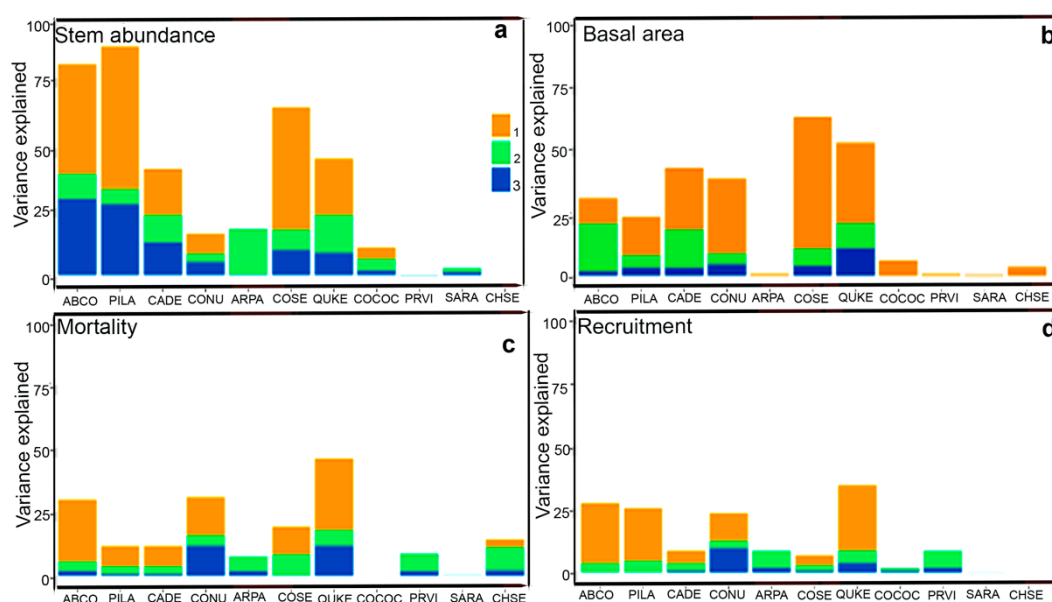 Stem abundance a
Variance explained
100
75
50
25
0
1
2
3
ABCO PILA CADE CONU ARPA COSE QUKE COCOC PRVI SARA CHSE
Basal area b
Variance explained
100
75
50
25
0
ABCO PILA CADE CONU ARPA COSE QUKE COCOC PRVI SARA CHSE
Mortality c
Variance explained
100
75
50
25
0
ABCO PILA CADE CONU ARPA COSE QUKE COCOC PRVI SARA CHSE
Recruitment d
Variance explained
100
75
50
25
0
ABCO PILA CADE CONU ARPA COSE QUKE COCOC PRVI SARA CHSE